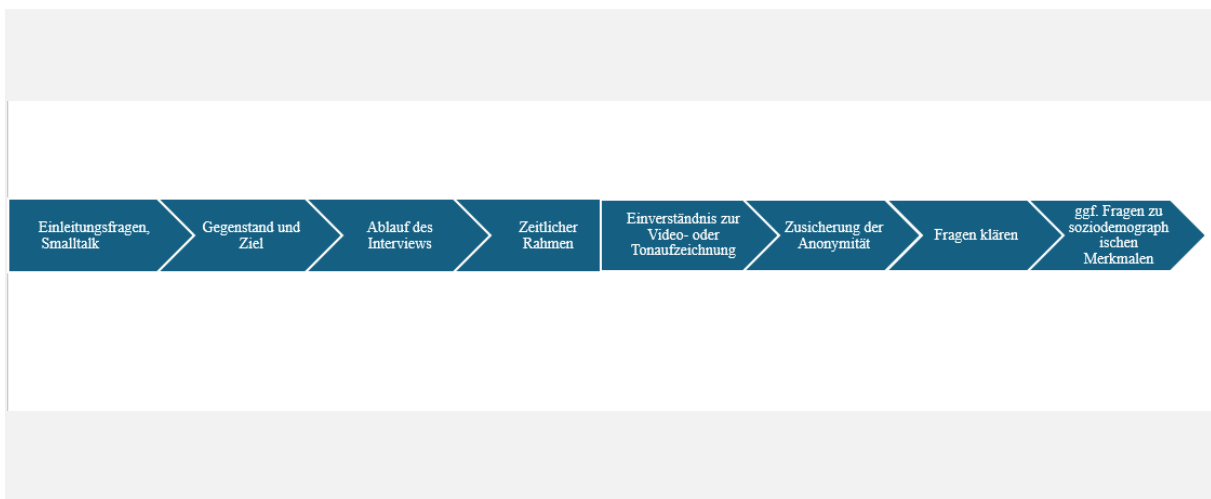 Einleitungsfragen,
Smalltalk
Gegenstand und
Ziel
Ablauf des
Interviews
Zeitlicher
Rahmen
Einverständnis zur
Video- oder
Tonaufzeichnung
Zusicherung der
Anonymität
Fragen klären
ggf. Fragen zu
soziodemograph
ischen
Merkmalen